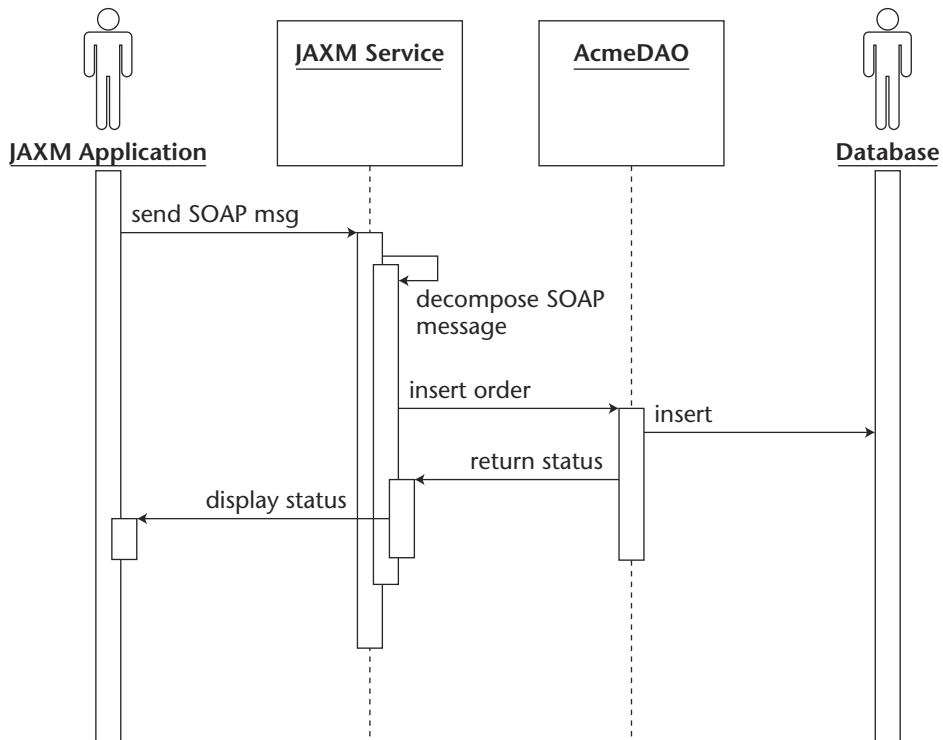 JAXM Service
AcmeDAO
JAXM Application
Database
send SOAP msg
decompose SOAP
message
insert order
insert
return status
display status